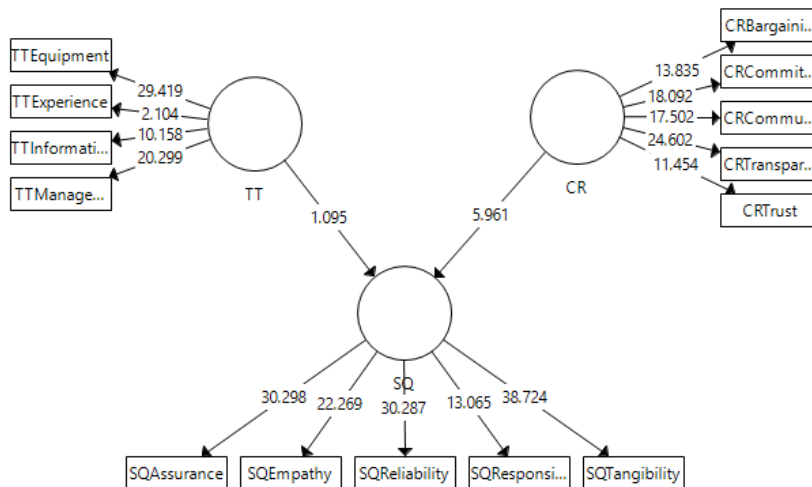 TTEquipment
TTExperience
TTInformati...
TTManage...
29.419
2.104
10.158
20.299
TT
CRBargaini...
CRCommit...
CRCommu...
CRTranspar...
CRTrust
13.835
18.092
17.502
24.602
11.454
CR
1.095
5.961
SQ
30.298
22.269
30.287
13.065
38.724
SQAssurance
SQEmpathy
SQReliability
SQResponsi...
SQTangibility